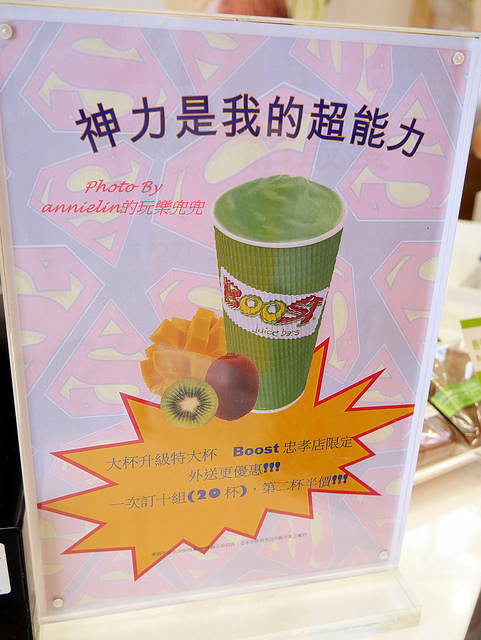 神力是我的超能力
Photo By
annielin的玩樂兜兜
BOOST
juice bars
大杯升級特大杯 Boost 忠孝店限定
外送更優惠!!!
一次訂十組(20 杯)，第二杯半價!!!